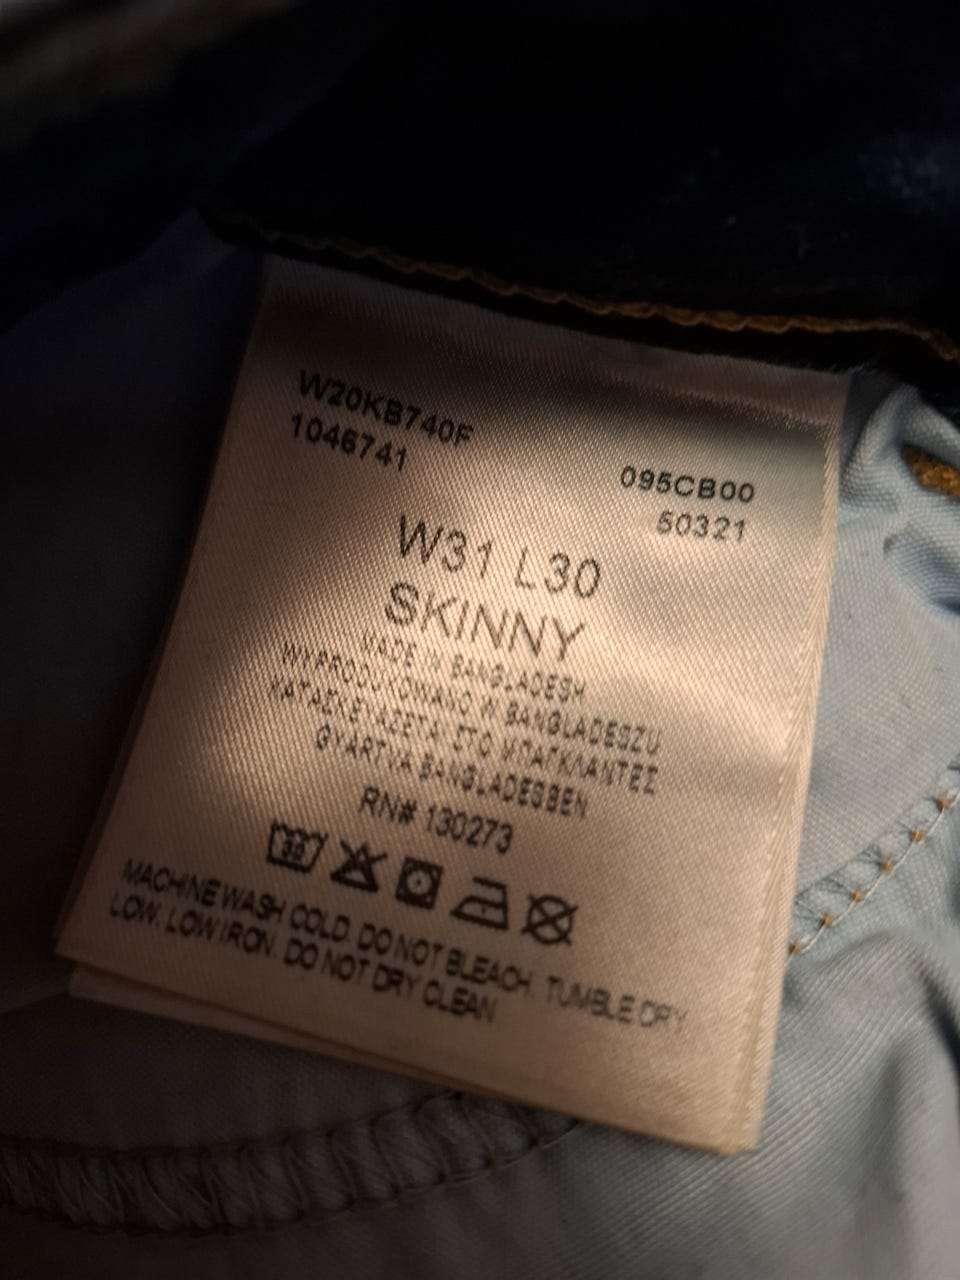 W20KB740F
1046741
095CB00
50321
W31 L30
SKINNY
MADE IN BANGLADESH
WYPRODUKOWANO W BANGLADESZU
ΚΑΤΑΣΚΕΥΑΖΕΤΑΙ ΣΤΟ ΜΠΑΓΚΛΑΝΤΕΣ
GYÁRTVA BANGLADESBEN
RN# 130273
30
MACHINE WASH COLD. DO NOT BLEACH. TUMBLE DRY
LOW. LOW IRON. DO NOT DRY CLEAN